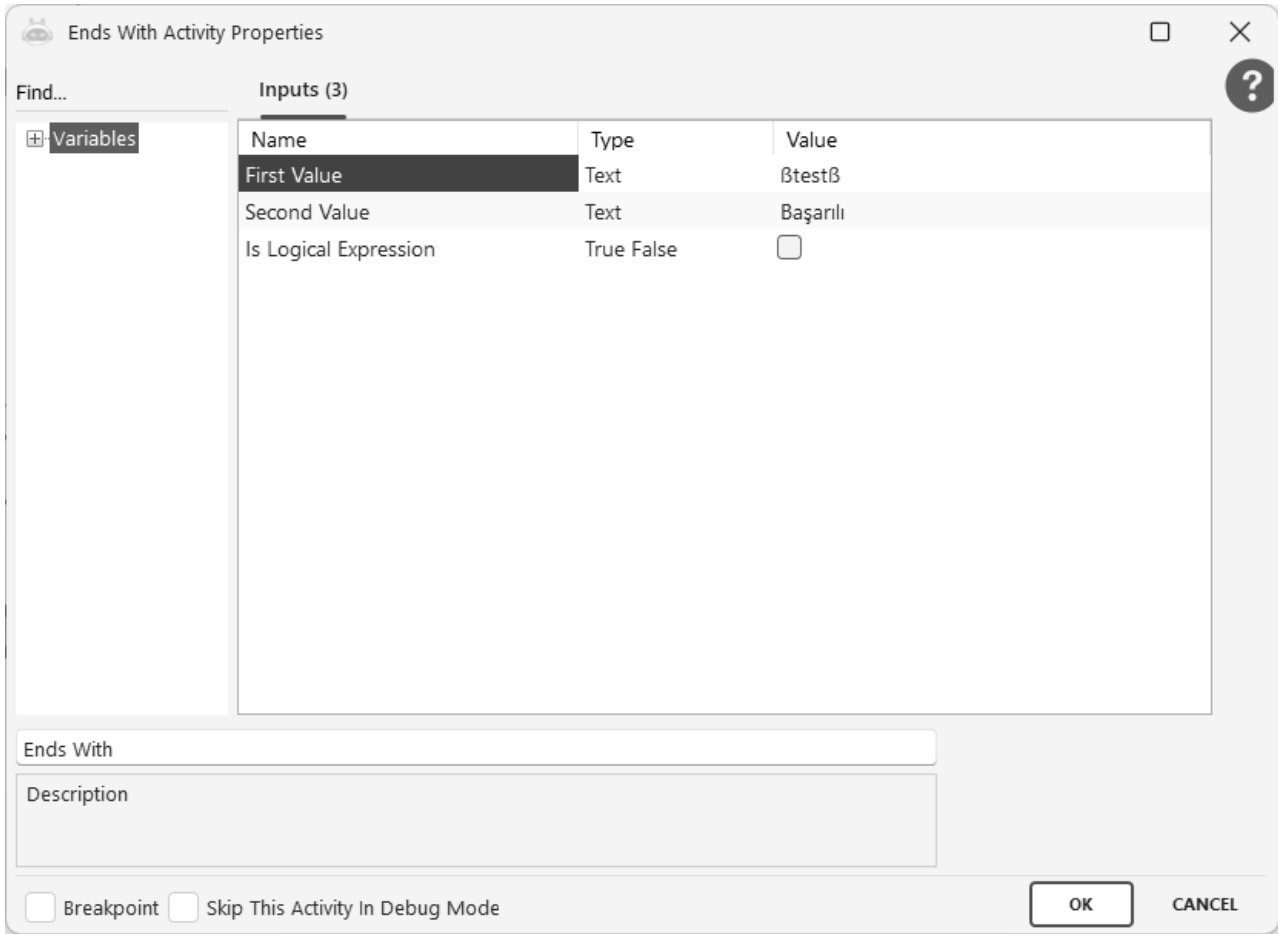 Ends With Activity Properties
Find...
Inputs (3)
?
Variables
Name Type Value
First Value Text ßtestß
Second Value Text Başarılı
Is Logical Expression True False
Ends With
Description
Breakpoint Skip This Activity In Debug Mode OK CANCEL